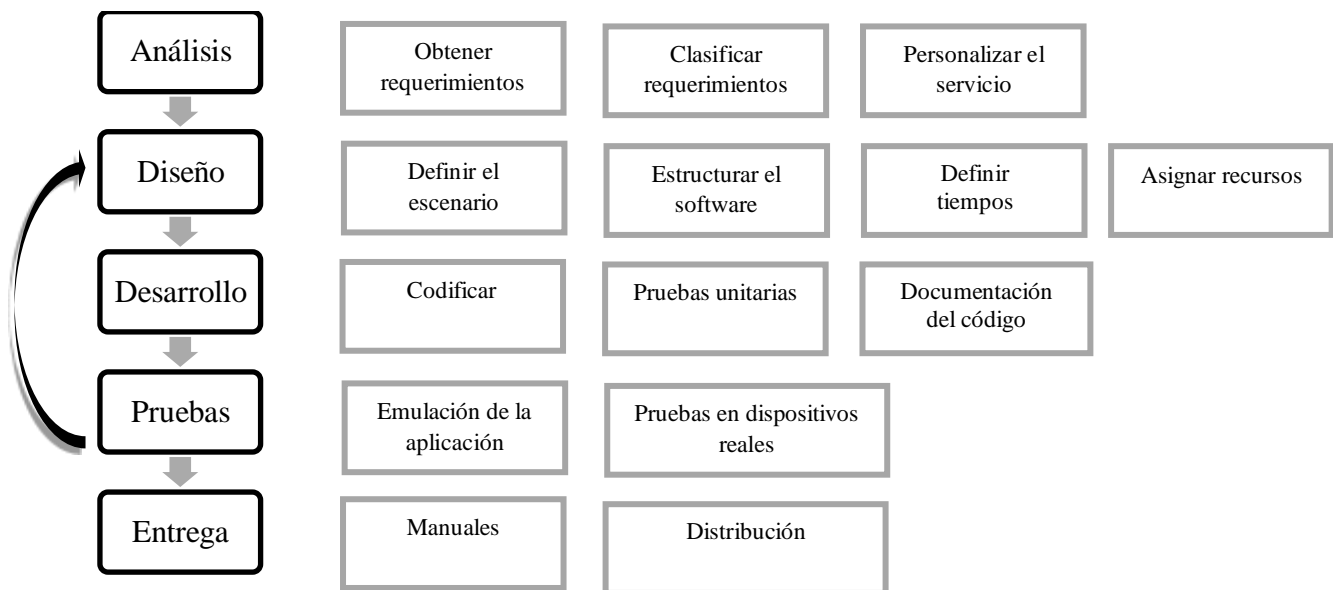 Análisis
Obtener
requerimientos
Clasificar
requerimientos
Personalizar el
servicio
Diseño
Definir el
escenario
Estructurar el
software
Definir
tiempos
Asignar recursos
Desarrollo
Codificar
Pruebas unitarias
Documentación
del código
Pruebas
Emulación de la
aplicación
Pruebas en dispositivos
reales
Entrega
Manuales
Distribución